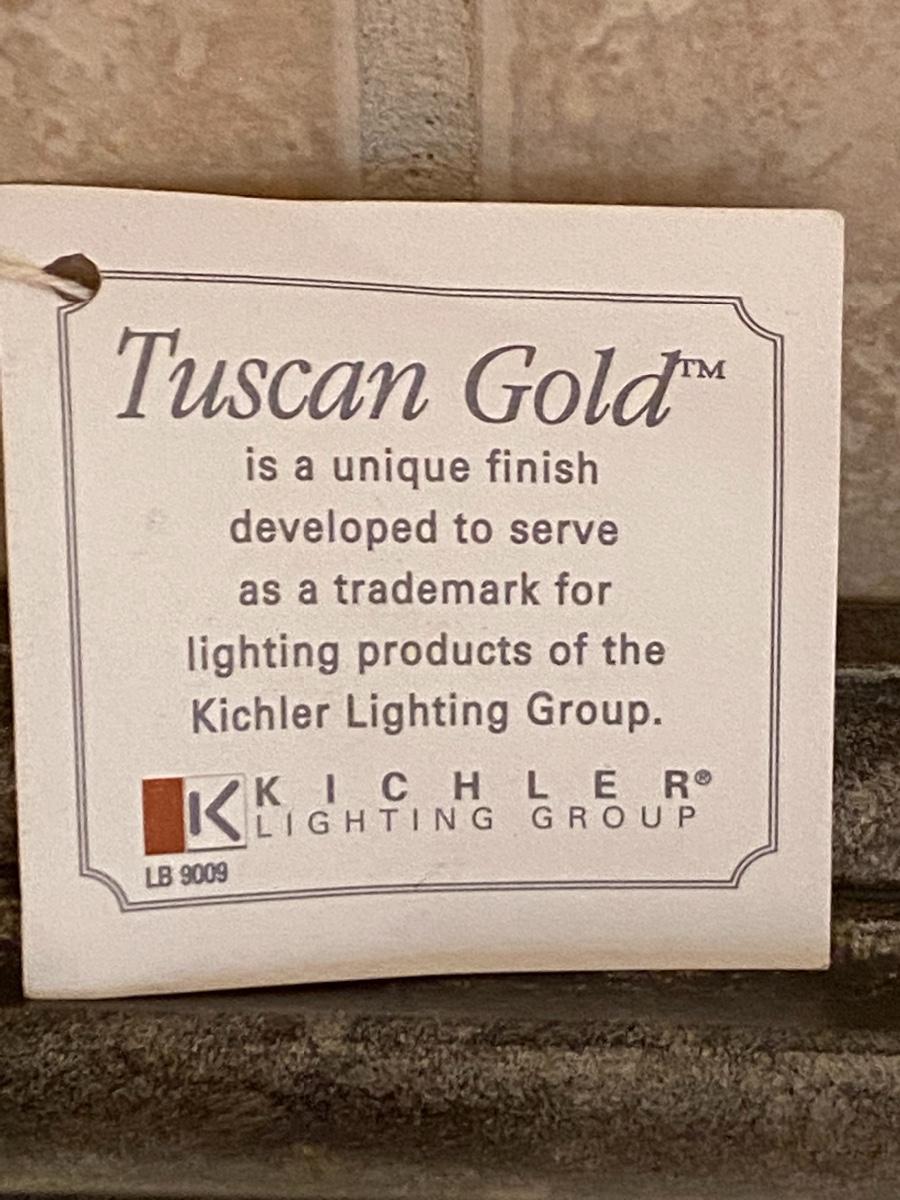 Tuscan Gold™
is a unique finish
developed to serve
as a trademark for
lighting products of the
Kichler Lighting Group.
K KICHLER®
LIGHTING GROUP
LB 9009